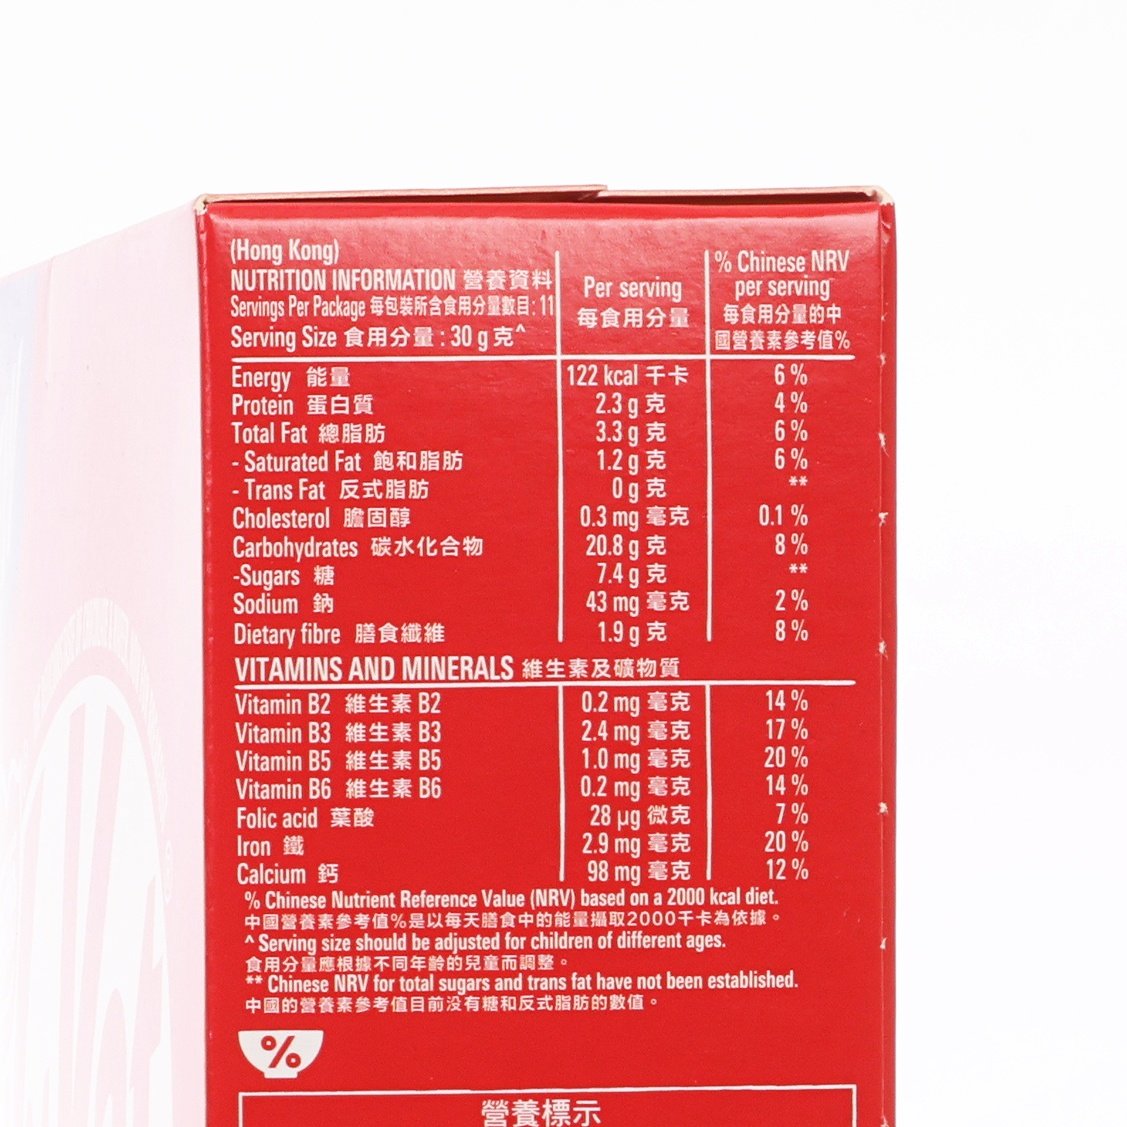 (Hong Kong)
NUTRITION INFORMATION 營養資料
Servings Per Package 每包裝所含食用分量數目: 11
Serving Size 食用分量 : 30 g 克^
Per serving
每食用分量
% Chinese NRV
per serving
每食用分量的中
國營養素參考值%
Energy 能量 122 kcal 千卡 6 %
Protein 蛋白質 2.3 g 克 4 %
Total Fat 總脂肪 3.3 g 克 6 %
- Saturated Fat 飽和脂肪 1.2 g 克 6 %
- Trans Fat 反式脂肪 0 g 克 **
Cholesterol 膽固醇 0.3 mg 毫克 0.1 %
Carbohydrates 碳水化合物 20.8 g 克 8 %
-Sugars 糖 7.4 g 克 **
Sodium 鈉 43 mg 毫克 2 %
Dietary fibre 膳食纖維 1.9 g 克 8 %
VITAMINS AND MINERALS 維生素及礦物質
Vitamin B2 維生素 B2 0.2 mg 毫克 14 %
Vitamin B3 維生素 B3 2.4 mg 毫克 17 %
Vitamin B5 維生素 B5 1.0 mg 毫克 20 %
Vitamin B6 維生素 B6 0.2 mg 毫克 14 %
Folic acid 葉酸 28 µg 微克 7 %
Iron 鐵 2.9 mg 毫克 20 %
Calcium 鈣 98 mg 毫克 12 %
% Chinese Nutrient Reference Value (NRV) based on a 2000 kcal diet.
中國營養素參考值%是以每天膳食中的能量攝取2000千卡為依據。
^ Serving size should be adjusted for children of different ages.
食用分量應根據不同年齡的兒童而調整。
** Chinese NRV for total sugars and trans fat have not been established.
中國的營養素參考值目前没有糖和反式脂肪的數值。
%
營養標示